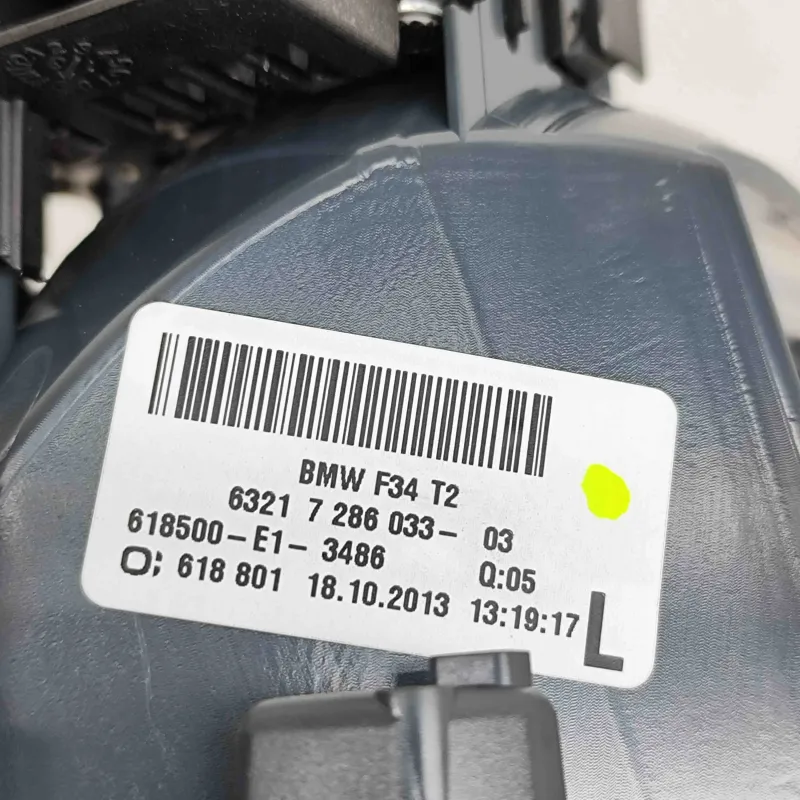 BMW F34 T2
6321 7 286 033- 03
618500-E1- 3486 Q:05
O; 618 801 18.10.2013 13:19:17 L